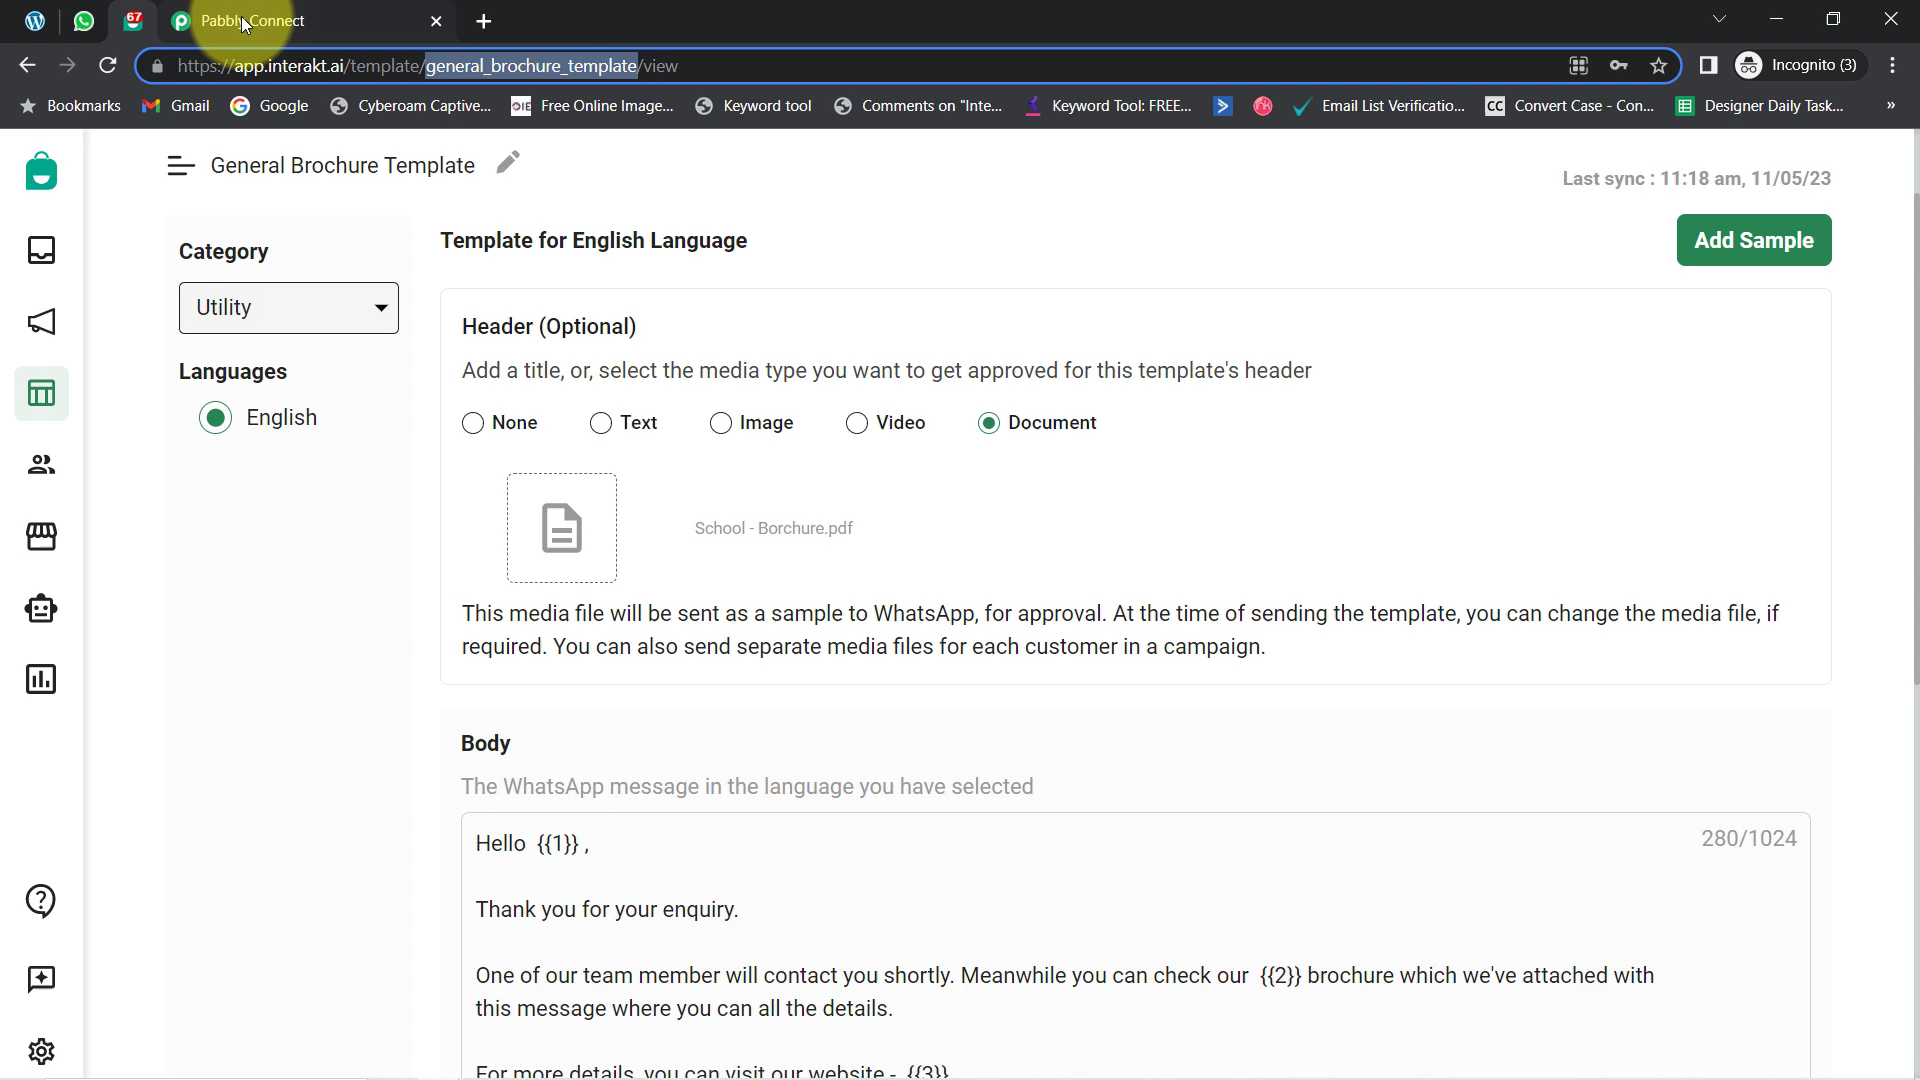 67
Pabbly Connect
https://app.interakt.ai/template/general_brochure_template/view
Incognito (3)
Bookmarks
Gmail
Google
Cyberoam Captive...
OIE
Free Online Image...
Keyword tool
Comments on "Inte...
Keyword Tool: FREE...
Email List Verificatio...
CC
Convert Case - Con...
Designer Daily Task...
»
General Brochure Template
Last sync : 11:18 am, 11/05/23
Category
Utility
Languages
English
Template for English Language
Add Sample
Header (Optional)
Add a title, or, select the media type you want to get approved for this template's header
None
Text
Image
Video
Document
School - Borchure.pdf
This media file will be sent as a sample to WhatsApp, for approval. At the time of sending the template, you can change the media file, if
required. You can also send separate media files for each customer in a campaign.
Body
The WhatsApp message in the language you have selected
280/1024
Hello {{1}} ,
Thank you for your enquiry.
One of our team member will contact you shortly. Meanwhile you can check our {{2}} brochure which we've attached with
this message where you can all the details.
For more details, you can visit our website - {{3}}